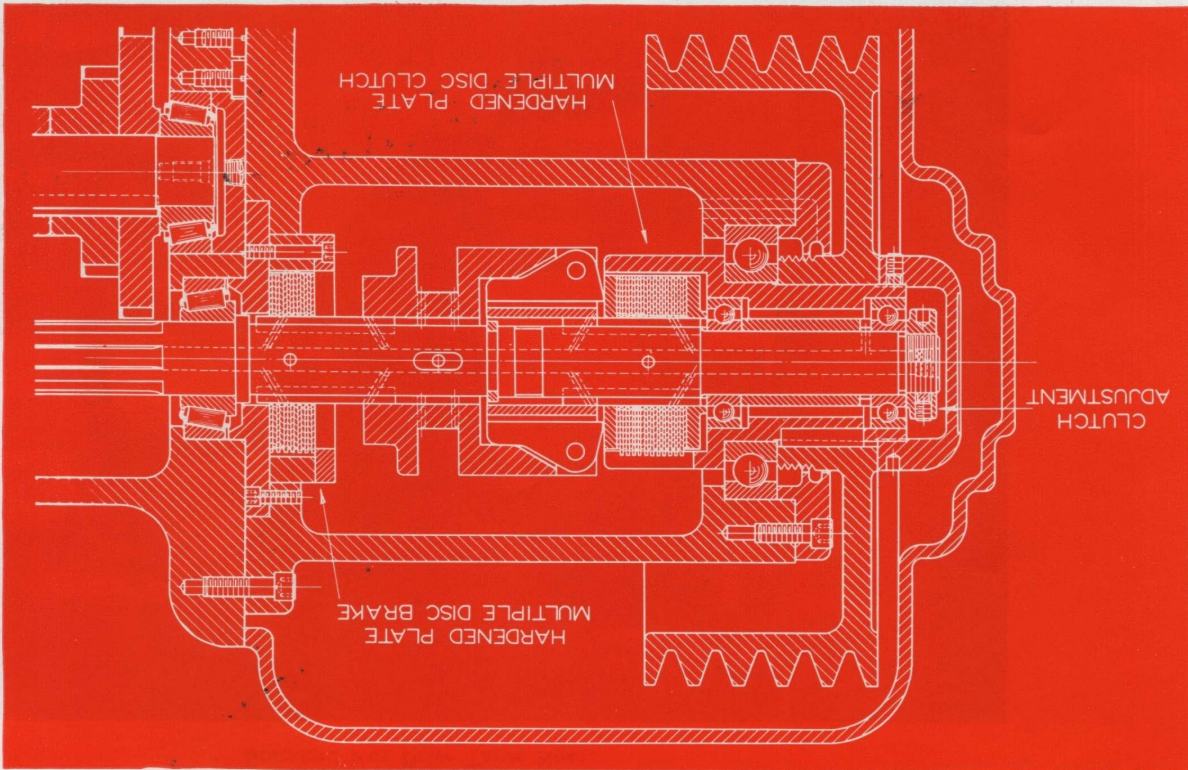 HARDENED PLATE
MULTIPLE DISC BRAKE
CLUTCH
ADJUSTMENT
HARDENED PLATE
MULTIPLE DISC CLUTCH